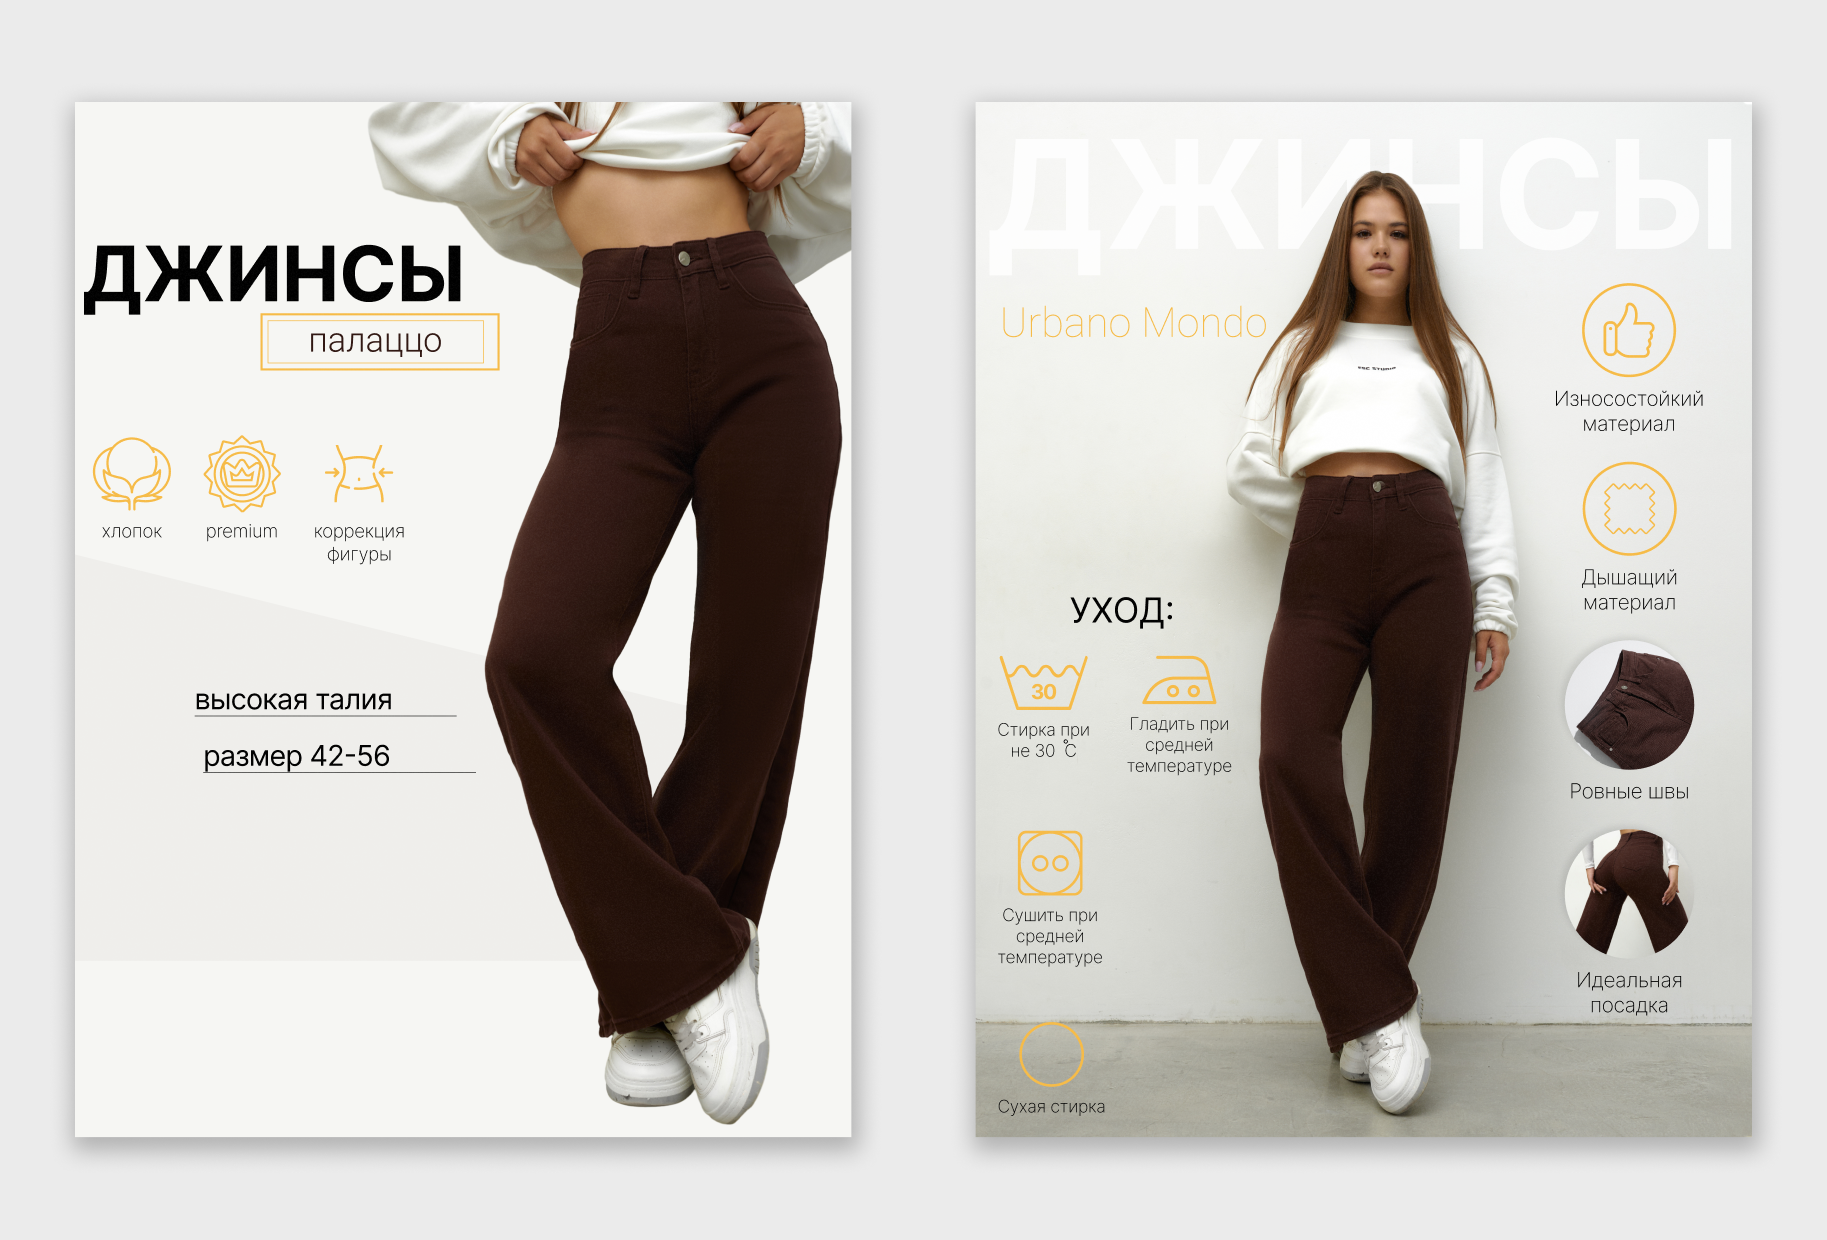 ДЖИНСЫ
палаццо
хлопок
premium
коррекция
фигуры
высокая талия
размер 42-56
ДЖИНСЫ
Urbano Mondo
Износостойкий
материал
Дышащий
материал
Ровные швы
Идеальная
посадка
УХОД:
30
Стирка при
не 30 °C
Гладить при
средней
температуре
Сушить при
средней
температуре
Сухая стирка